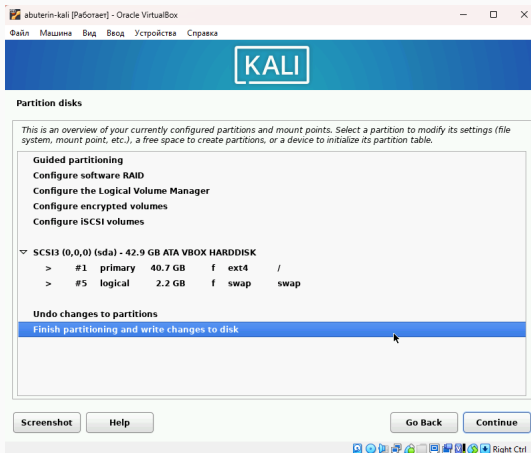 abuterin-kali [Работает] - Oracle VirtualBox
Файл Машина Вид Ввод Устройства Справка
KALI
Partition disks
This is an overview of your currently configured partitions and mount points. Select a partition to modify its settings (file
system, mount point, etc.), a free space to create partitions, or a device to initialize its partition table.
Guided partitioning
Configure software RAID
Configure the Logical Volume Manager
Configure encrypted volumes
Configure iSCSI volumes
SCSI3 (0,0,0) (sda) - 42.9 GB ATA VBOX HARDDISK
> #1 primary 40.7 GB f ext4 /
> #5 logical 2.2 GB f swap swap
Undo changes to partitions
Finish partitioning and write changes to disk
Screenshot Help Go Back Continue
Right Ctrl